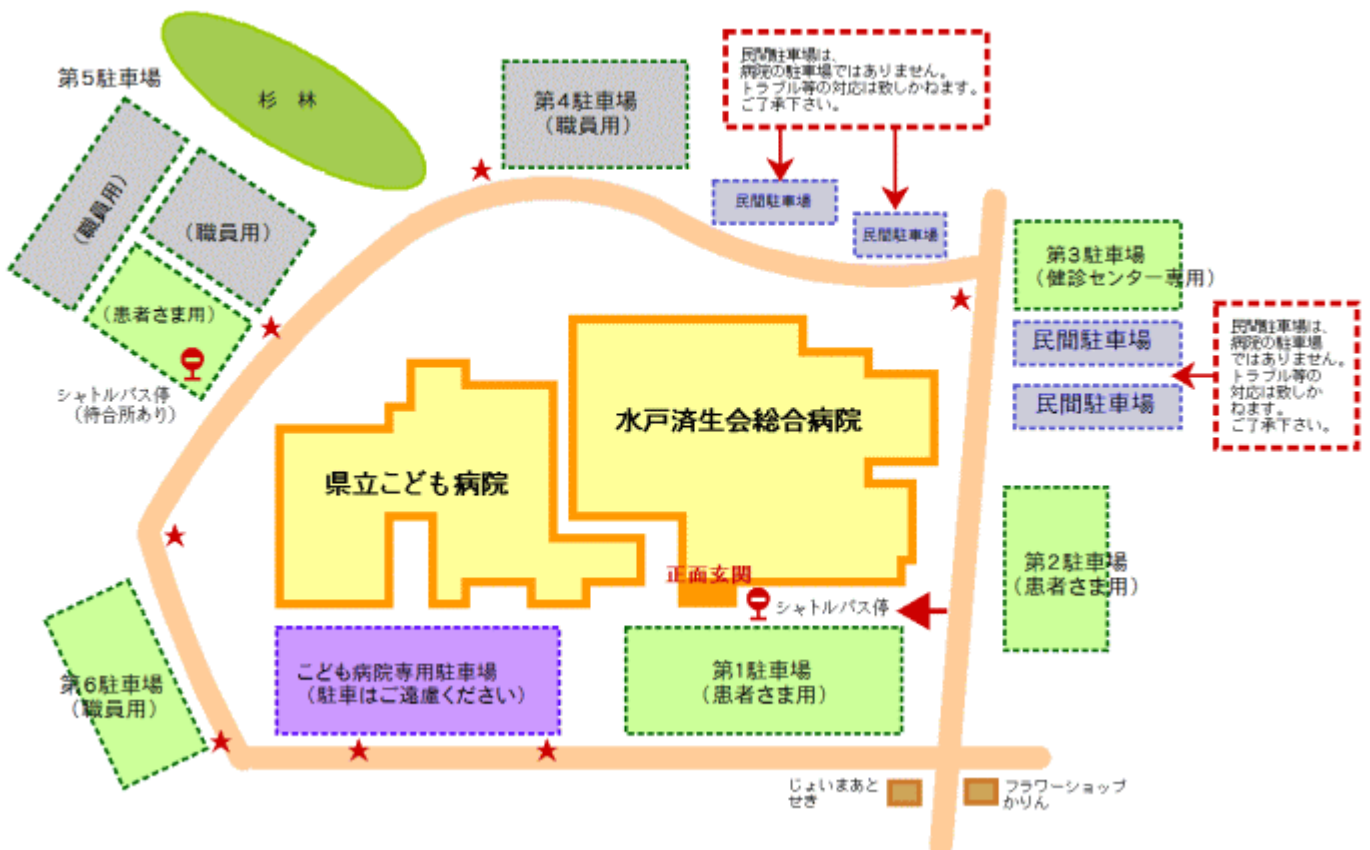 民間駐車場は、
病院の駐車場ではありません。
トラブル等の対応は致しかねます。
ご了承下さい。
第5駐車場
杉 林
第4駐車場
(職員用)
(職員用)
(職員用)
(患者さま用)
シャトルバス停
(待合所あり)
民間駐車場
民間駐車場
第3駐車場
(健診センター専用)
民間駐車場
民間駐車場
民間駐車場は、
病院の駐車場
ではありません。
トラブル等の
対応は致しか
ねます。
ご了承下さい。
水戸済生会総合病院
県立こども病院
正面玄関
シャトルバス停
第2駐車場
(患者さま用)
第1駐車場
(患者さま用)
こども病院専用駐車場
(駐車はご遠慮ください)
第6駐車場
(職員用)
じょいまあと
せき
フラワーショップ
かりん